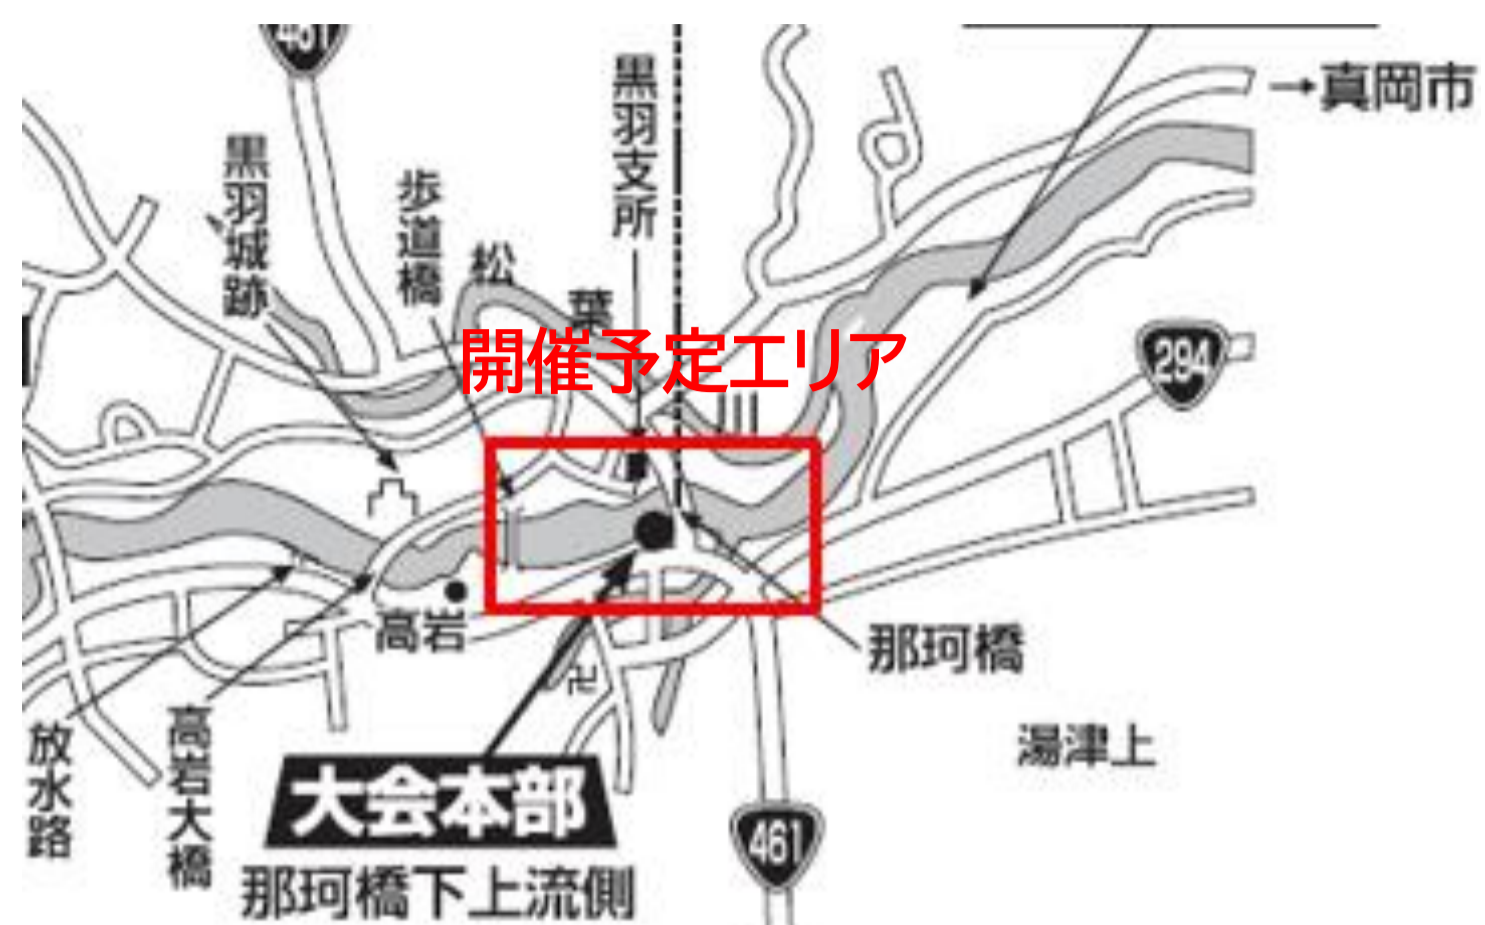 461
黒羽支所
→真岡市
黒羽城跡
歩道橋
松葉
開催予定エリア
294
高岩
那珂橋
卍
放水路
高岩大橋
湯津上
大会本部
那珂橋下上流側
461